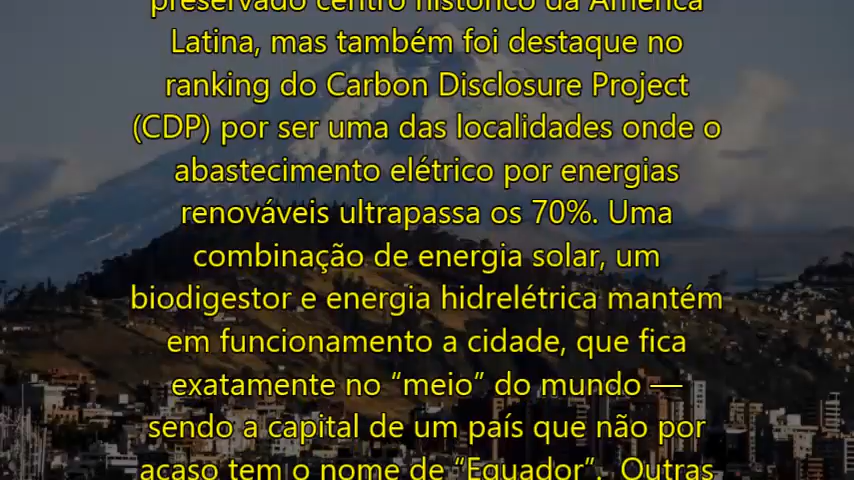 preservado centro histórico da América
Latina, mas também foi destaque no
ranking do Carbon Disclosure Project
(CDP) por ser uma das localidades onde o
abastecimento elétrico por energias
renováveis ultrapassa os 70%. Uma
combinação de energia solar, um
biodigestor e energia hidrelétrica mantém
em funcionamento a cidade, que fica
exatamente no “meio” do mundo —
sendo a capital de um país que não por
acaso tem o nome de “Equador”.  Outras